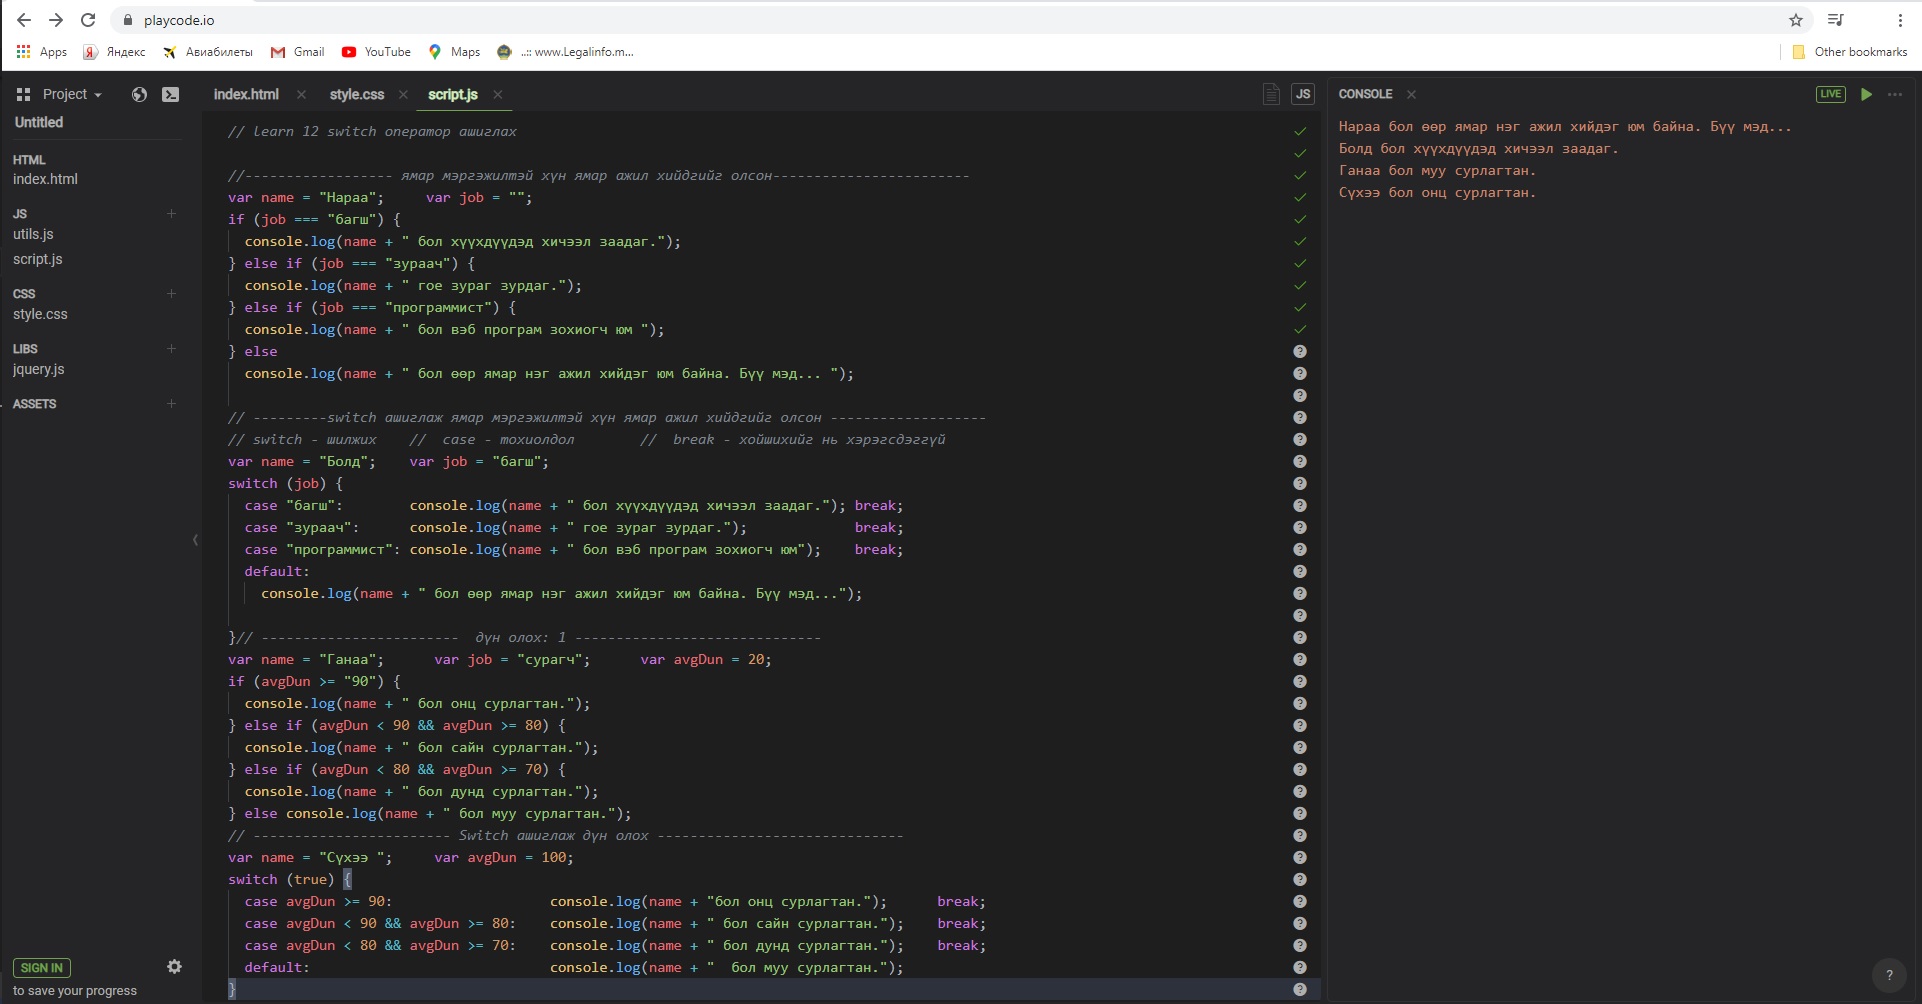 playcode.io
Apps Яндекс Авиабилеты Gmail YouTube Maps ..:: www.Legalinfo.m... Other bookmarks
Project
Untitled
HTML
index.html
JS
utils.js
script.js
CSS
style.css
LIBS
jquery.js
ASSETS
SIGN IN
to save your progress
index.html style.css script.js JS
// learn 12 switch оператор ашиглах
//------------------ ямар мэргэжилтэй хүн ямар ажил хийдгийг олсон------------------------
var name = "Нараа";     var job = "";
if (job === "багш") {
  console.log(name + " бол хүүхдүүдэд хичээл заадаг.");
} else if (job === "зураач") {
  console.log(name + " гое зураг зурдаг.");
} else if (job === "программист") {
  console.log(name + " бол вэб програм зохиогч юм ");
} else
  console.log(name + " бол өөр ямар нэг ажил хийдэг юм байна. Бүү мэд... ");
// ---------switch ашиглаж ямар мэргэжилтэй хүн ямар ажил хийдгийг олсон -------------------
// switch - шилжих    //  case - тохиолдол        //  break - хойшихийг нь хэрэгсдэггүй
var name = "Болд";    var job = "багш";
switch (job) {
  case "багш":        console.log(name + " бол хүүхдүүдэд хичээл заадаг."); break;
  case "зураач":      console.log(name + " гое зураг зурдаг.");             break;
  case "программист": console.log(name + " бол вэб програм зохиогч юм");    break;
  default:
    console.log(name + " бол өөр ямар нэг ажил хийдэг юм байна. Бүү мэд...");
}// ------------------------  дүн олох: 1 ------------------------------
var name = "Ганаа";      var job = "сурагч";      var avgDun = 20;
if (avgDun >= "90") {
  console.log(name + " бол онц сурлагтан.");
} else if (avgDun < 90 && avgDun >= 80) {
  console.log(name + " бол сайн сурлагтан.");
} else if (avgDun < 80 && avgDun >= 70) {
  console.log(name + " бол дунд сурлагтан.");
} else console.log(name + " бол муу сурлагтан.");
// ------------------------ Switch ашиглаж дүн олох ------------------------------
var name = "Сүхээ ";     var avgDun = 100;
switch (true) {
  case avgDun >= 90:                   console.log(name + "бол онц сурлагтан.");      break;
  case avgDun < 90 && avgDun >= 80:    console.log(name + " бол сайн сурлагтан.");    break;
  case avgDun < 80 && avgDun >= 70:    console.log(name + " бол дунд сурлагтан.");    break;
  default:                             console.log(name + "  бол муу сурлагтан.");
}
CONSOLE LIVE
Нараа бол өөр ямар нэг ажил хийдэг юм байна. Бүү мэд...
Болд бол хүүхдүүдэд хичээл заадаг.
Ганаа бол муу сурлагтан.
Сүхээ бол онц сурлагтан.
?